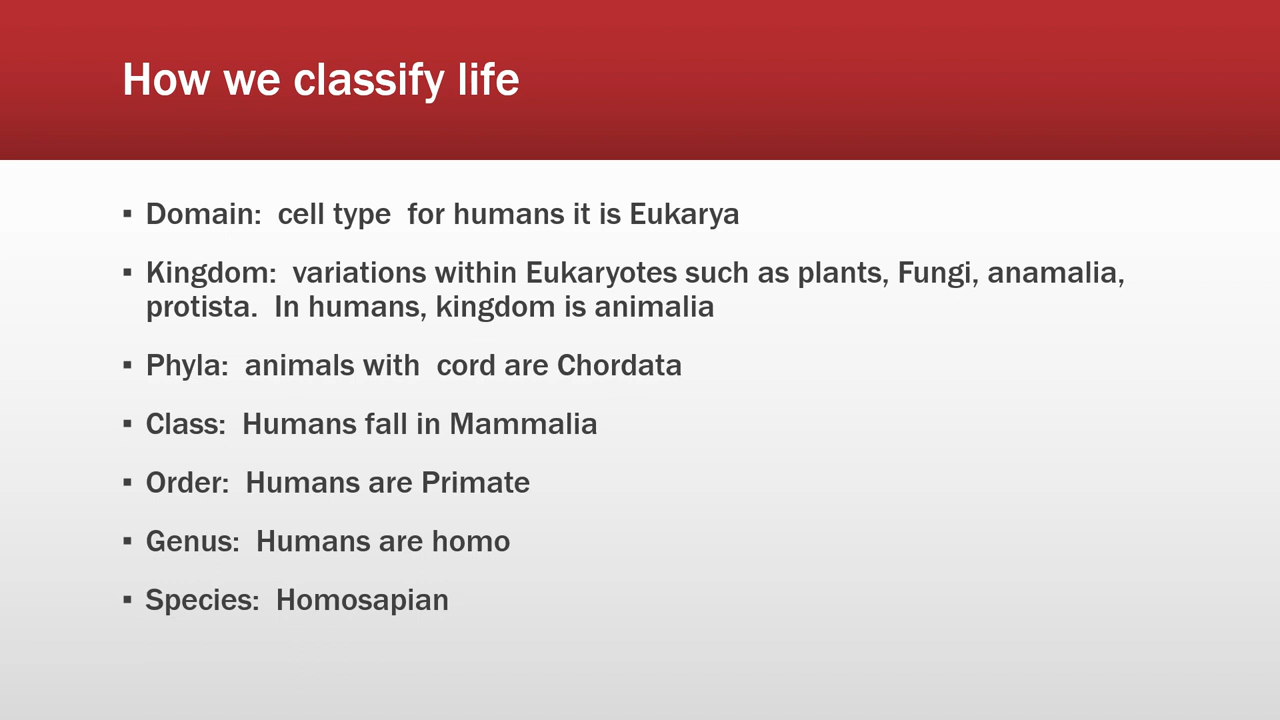 How we classify life
▪ Domain:  cell type  for humans it is Eukarya
▪ Kingdom:  variations within Eukaryotes such as plants, Fungi, anamalia,
protista.  In humans, kingdom is animalia
▪ Phyla:  animals with  cord are Chordata
▪ Class:  Humans fall in Mammalia
▪ Order:  Humans are Primate
▪ Genus:  Humans are homo
▪ Species:  Homosapian